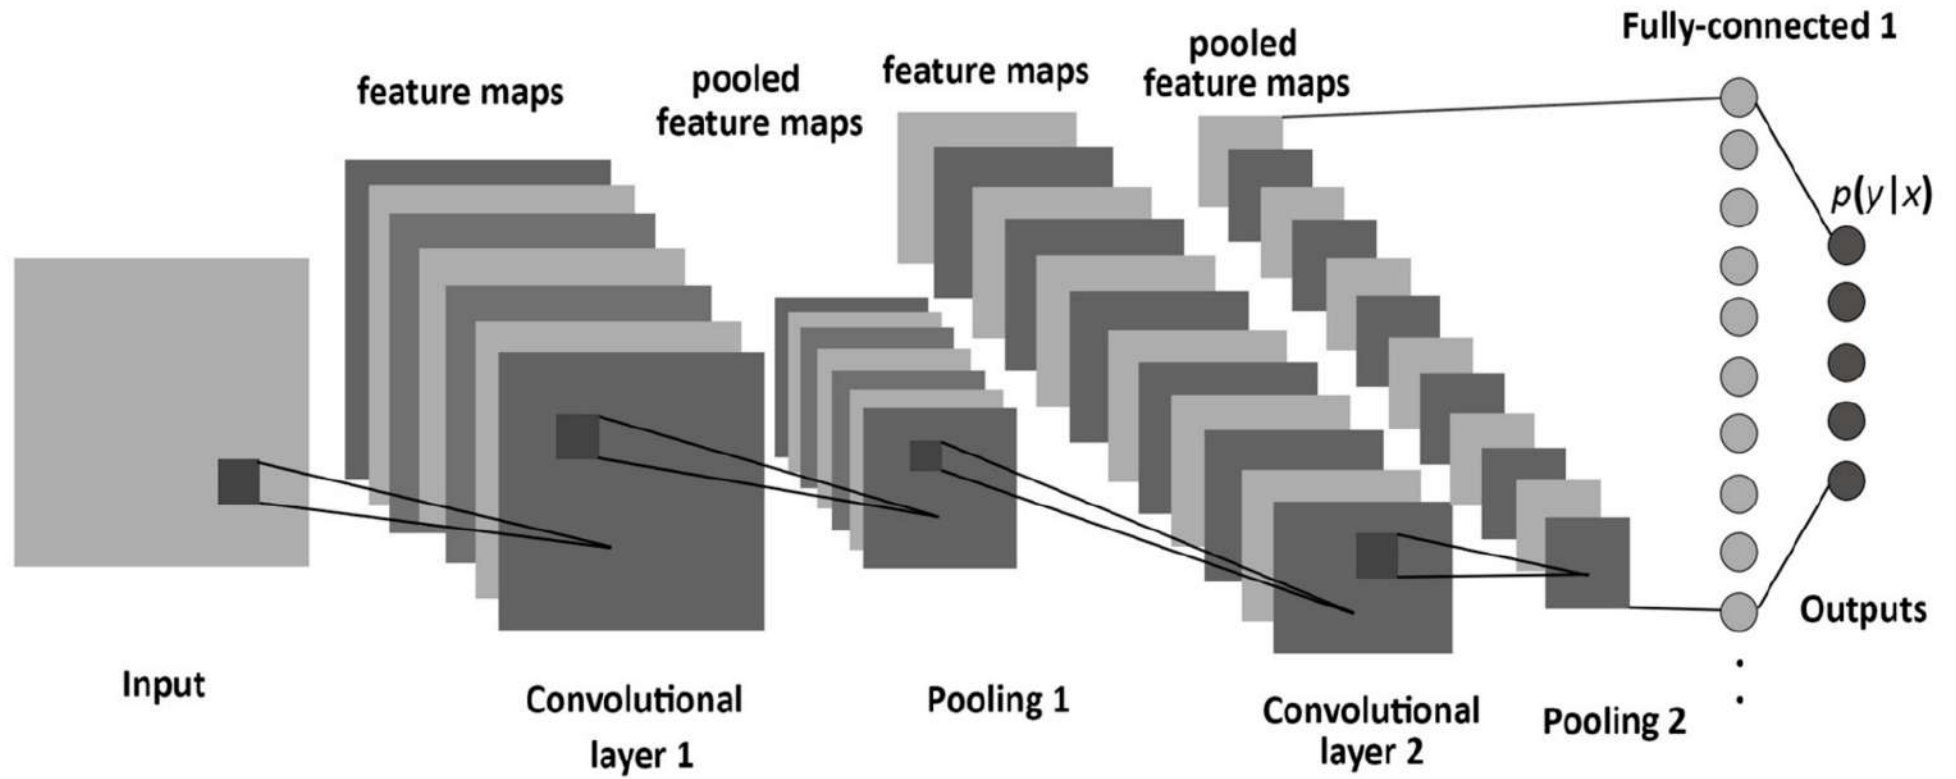 feature maps
pooled
feature maps
feature maps
pooled
feature maps
Fully-connected 1
p(y|x)
Outputs
Input
Convolutional
layer 1
Pooling 1
Convolutional
layer 2
Pooling 2